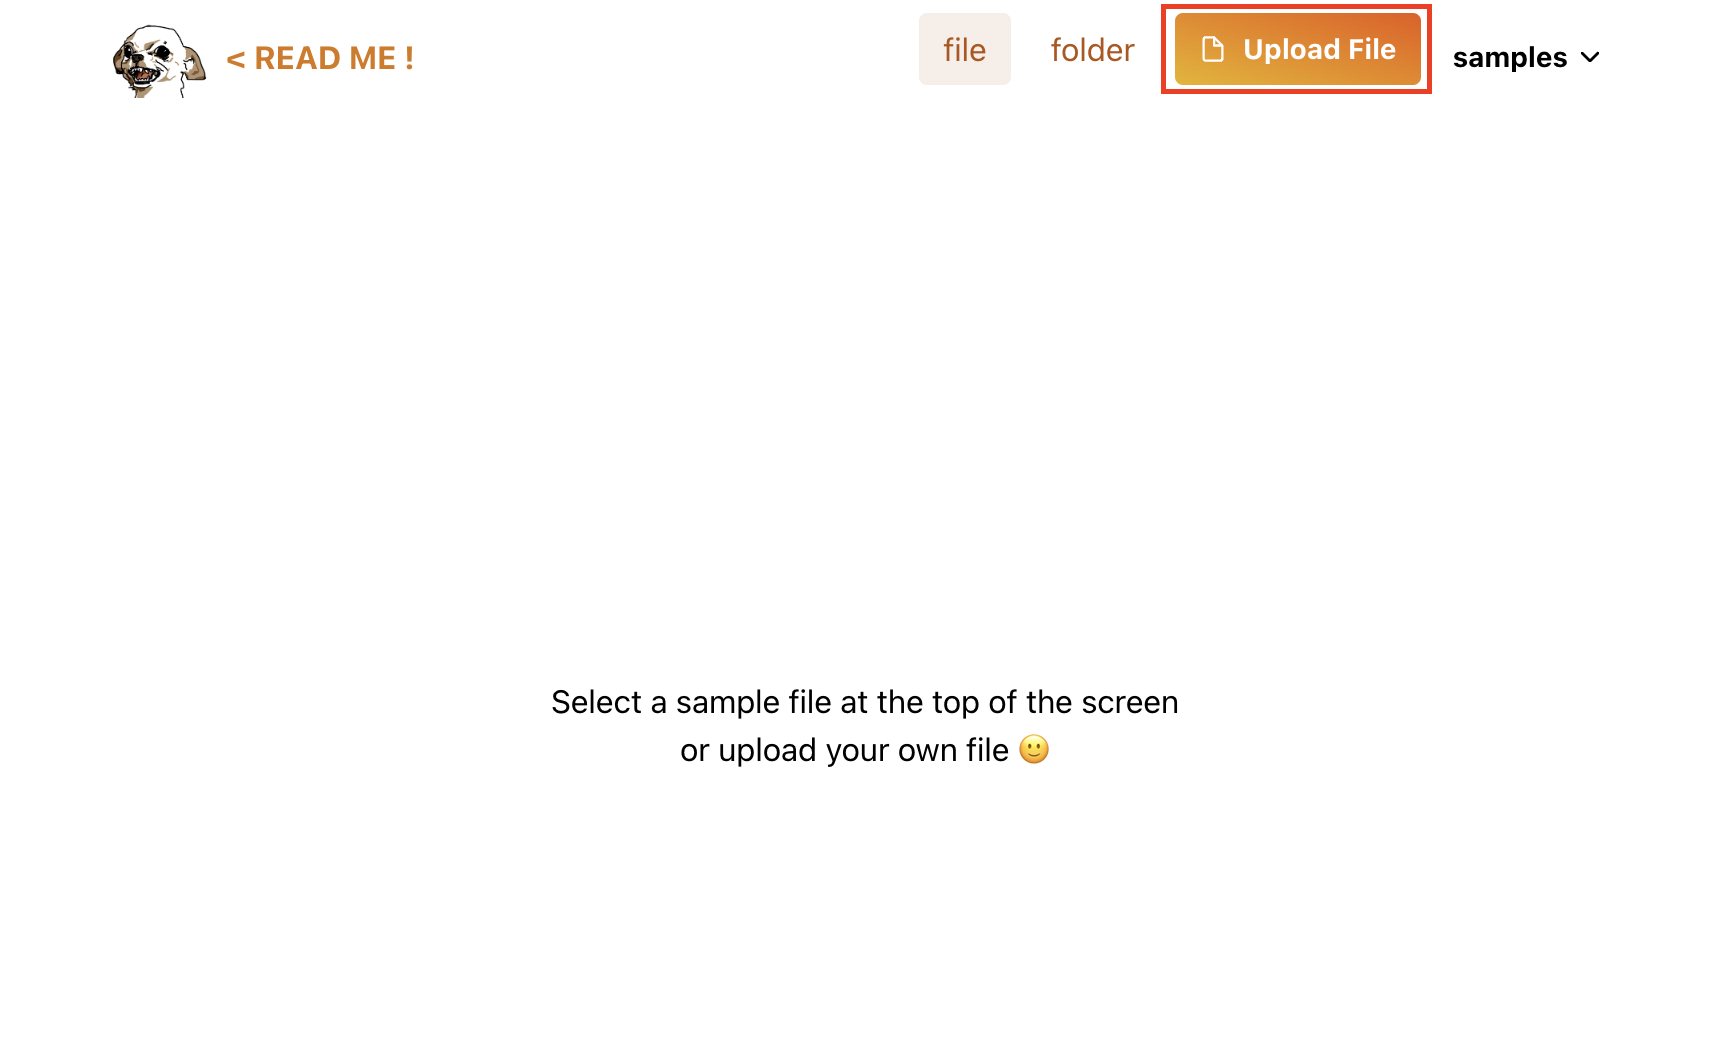 < READ ME !
file
folder
Upload File
samples
Select a sample file at the top of the screen
or upload your own file 🙂